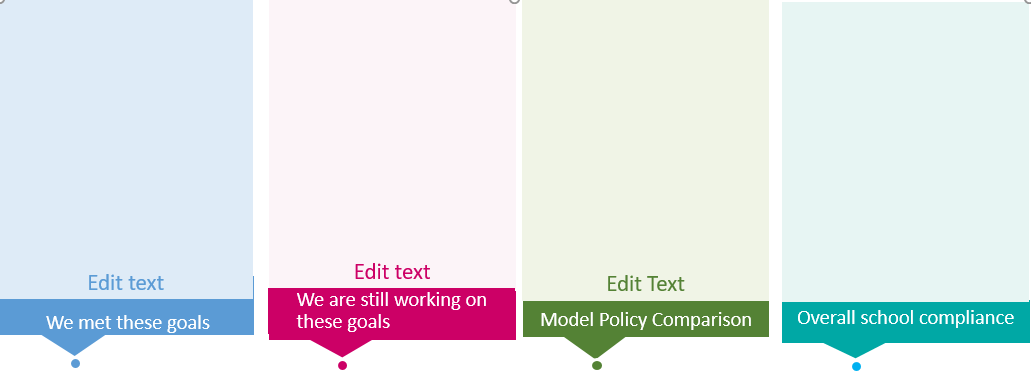 Edit text
We met these goals
Edit text
We are still working on
these goals
Edit Text
Model Policy Comparison
Overall school compliance